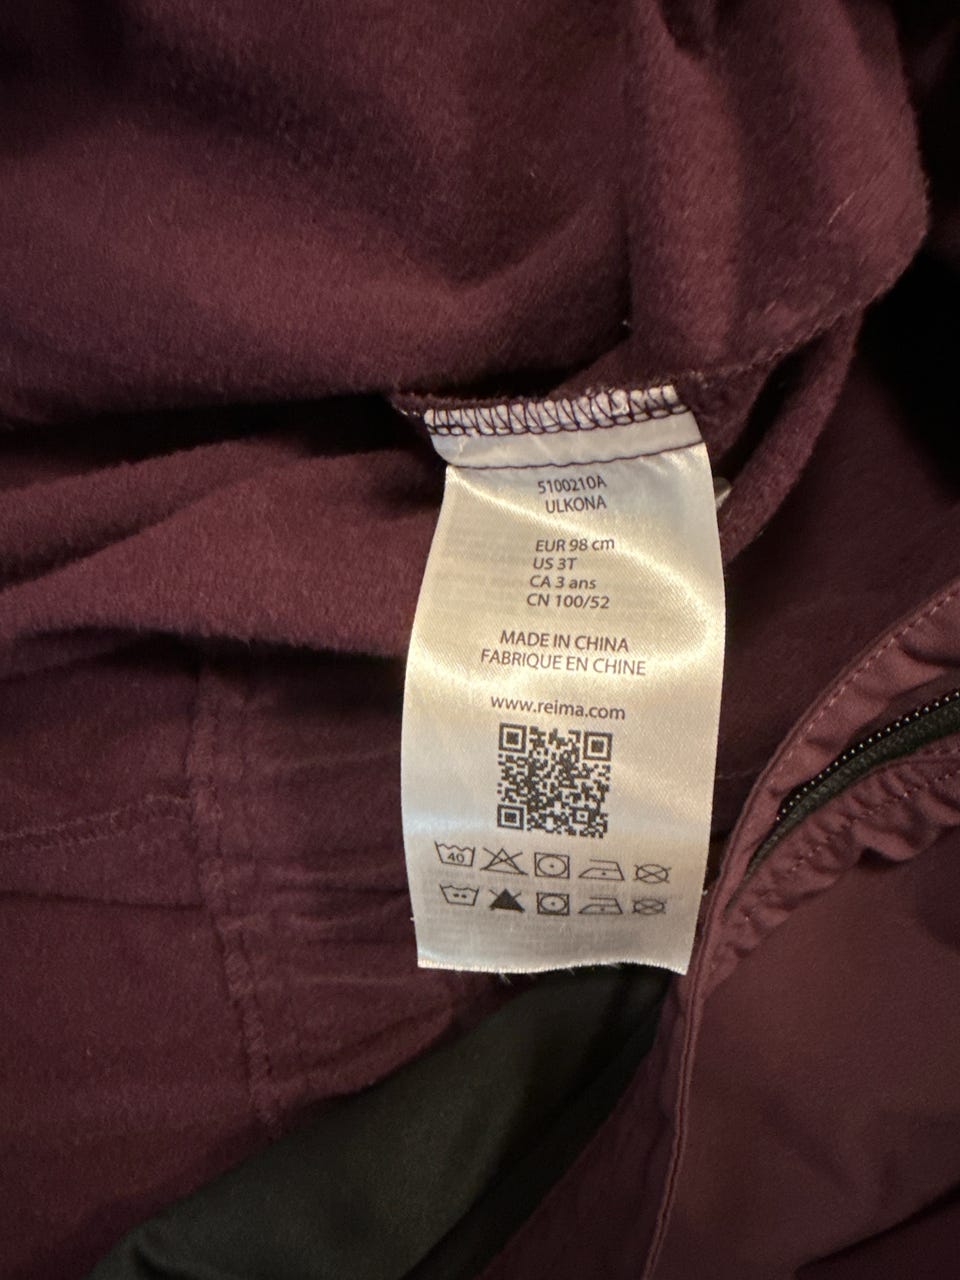 5100210A
ULKONA
EUR 98 cm
US 3T
CA 3 ans
CN 100/52
MADE IN CHINA
FABRIQUE EN CHINE
www.reima.com
40